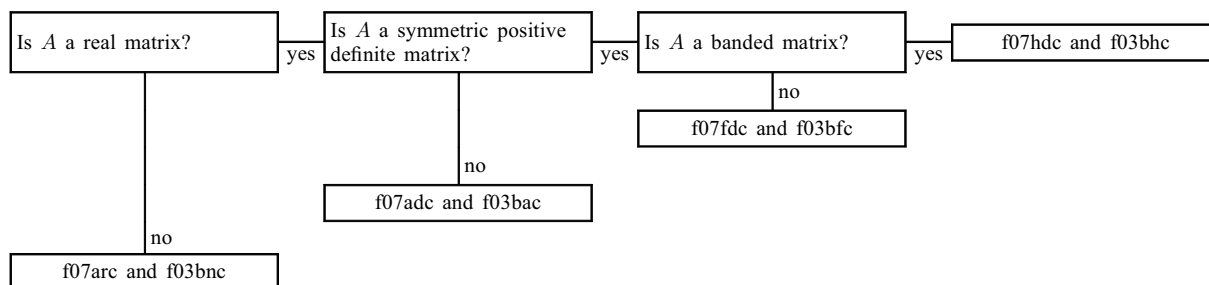 Is A a real matrix?
yes
Is A a symmetric positive
definite matrix?
yes
Is A a banded matrix?
yes
f07hdc and f03bhc
no
f07fdc and f03bfc
no
f07adc and f03bac
no
f07arc and f03bnc